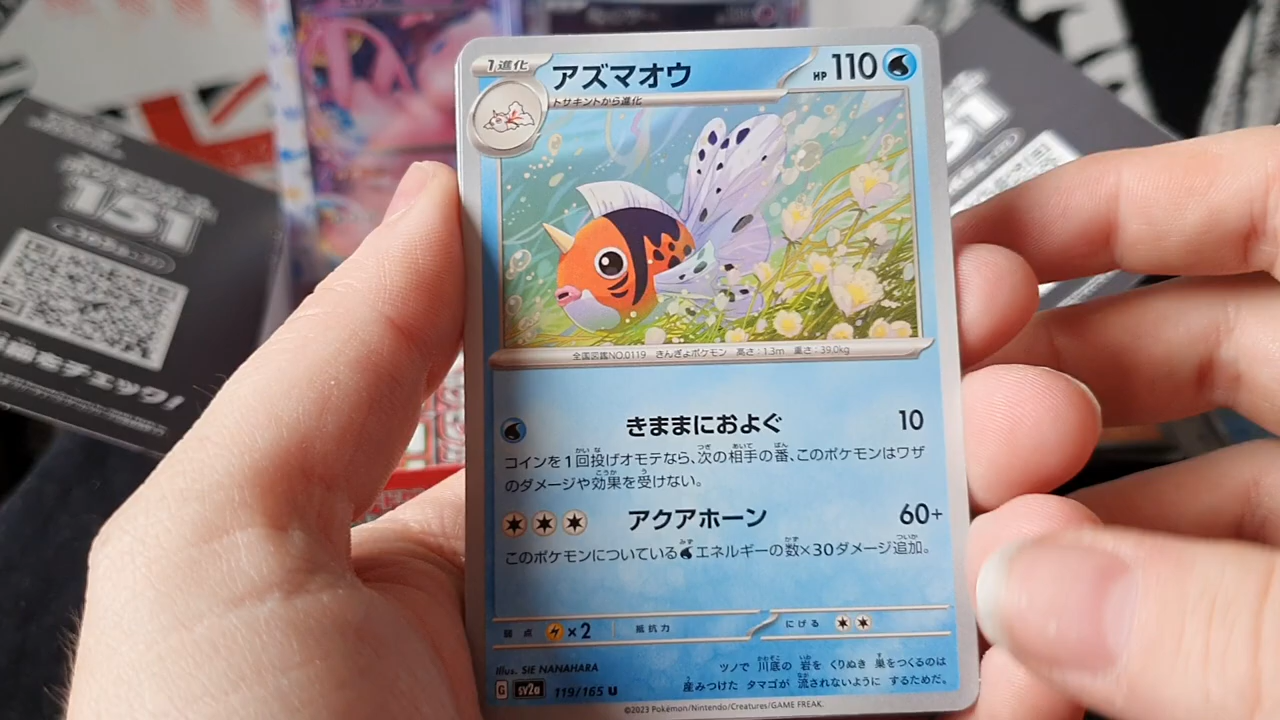 1進化
アズマオウ
HP 110
トサキントから進化
全国図鑑NO.0119 きんぎょポケモン 高さ:1.3m 重さ:39.0kg
きままにおよぐ 10
コインを1回投げオモテなら、次の相手の番、このポケモンはワザ
のダメージや効果を受けない。
アクアホーン 60+
このポケモンについているエネルギーの数×30ダメージ追加。
弱点 ×2 抵抗力 にげる
Illus. SIE NANAHARA
ツノで 川底の 岩を くりぬき 巣をつくるのは
産みつけた タマゴが 流されないように するためだ。
G sv2a 119/165 U
©2023 Pokémon/Nintendo/Creatures/GAME FREAK.
151
をチェック!
151